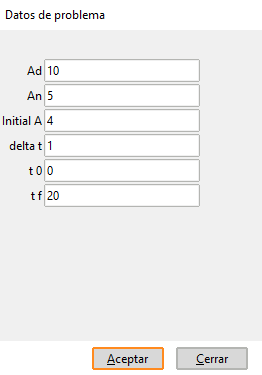 Datos de problema
Ad 10
An 5
Initial A 4
delta t 1
t 0 0
t f 20
Aceptar Cerrar